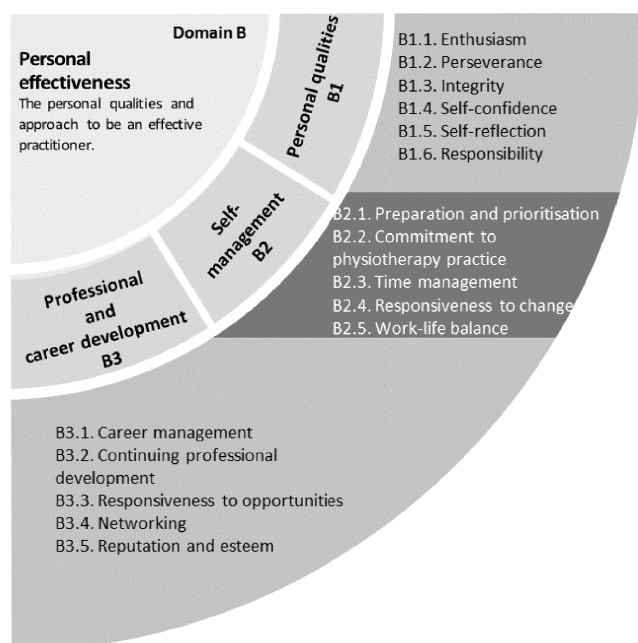 Domain B
Personal
effectiveness
The personal qualities and
approach to be an effective
practitioner.
Personal qualities
B1
B1.1. Enthusiasm
B1.2. Perseverance
B1.3. Integrity
B1.4. Self-confidence
B1.5. Self-reflection
B1.6. Responsibility
Self-
management
B2
B2.1. Preparation and prioritisation
B2.2. Commitment to
physiotherapy practice
B2.3. Time management
B2.4. Responsiveness to change
B2.5. Work-life balance
Professional
and
career development
B3
B3.1. Career management
B3.2. Continuing professional
development
B3.3. Responsiveness to opportunities
B3.4. Networking
B3.5. Reputation and esteem